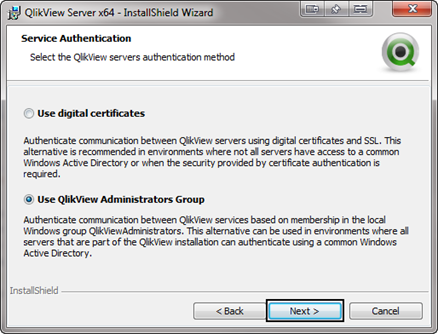 QlikView Server x64 - InstallShield Wizard
Service Authentication
Select the QlikView servers authentication method
Use digital certificates
Authenticate communication between QlikView servers using digital certificates and SSL. This
alternative is recommended in environments where not all servers have access to a common
Windows Active Directory or when the security provided by certificate authentication is
required.
Use QlikView Administrators Group
Authenticate communication between QlikView services based on membership in the local
Windows group QlikViewAdministrators. This alternative can be used in environments where all
servers that are part of the QlikView installation can authenticate using a common Windows
Active Directory.
InstallShield
< Back Next > Cancel